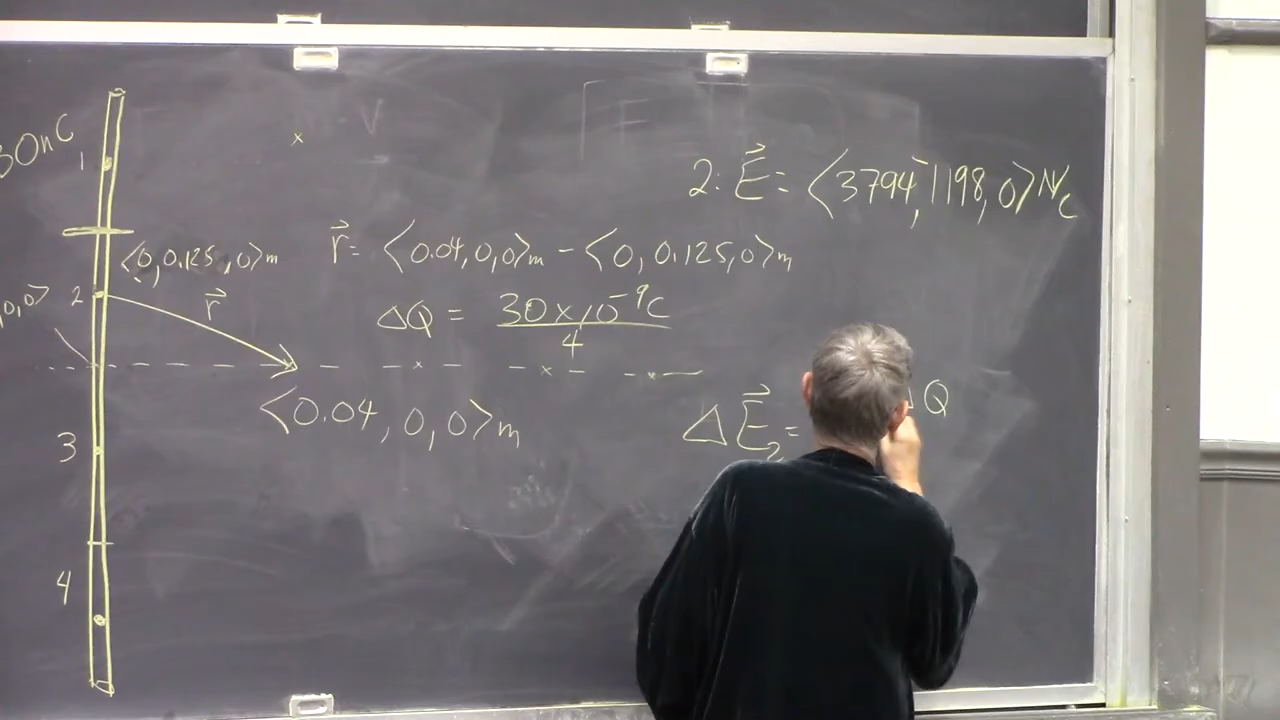 30nC
1
2: E⃗ = ⟨3794, -1198, 0⟩ N/C
⟨0, 0.125, 0⟩m
r⃗ = ⟨0.04, 0, 0⟩m - ⟨0, 0.125, 0⟩m
0, 0⟩
2
r⃗
ΔQ = 30 x 10⁻⁹C / 4
⟨0.04, 0, 0⟩m
ΔE⃗₂ =
ΔQ
3
4